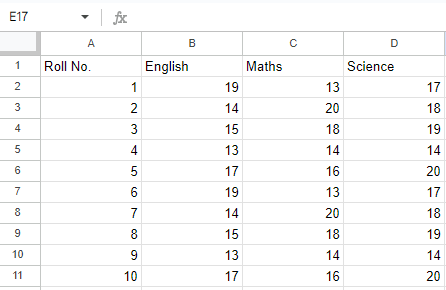 E17 fx
A B C D
1 Roll No. English Maths Science
2 1 19 13 17
3 2 14 20 18
4 3 15 18 19
5 4 13 14 14
6 5 17 16 20
7 6 19 13 17
8 7 14 20 18
9 8 15 18 19
10 9 13 14 14
11 10 17 16 20